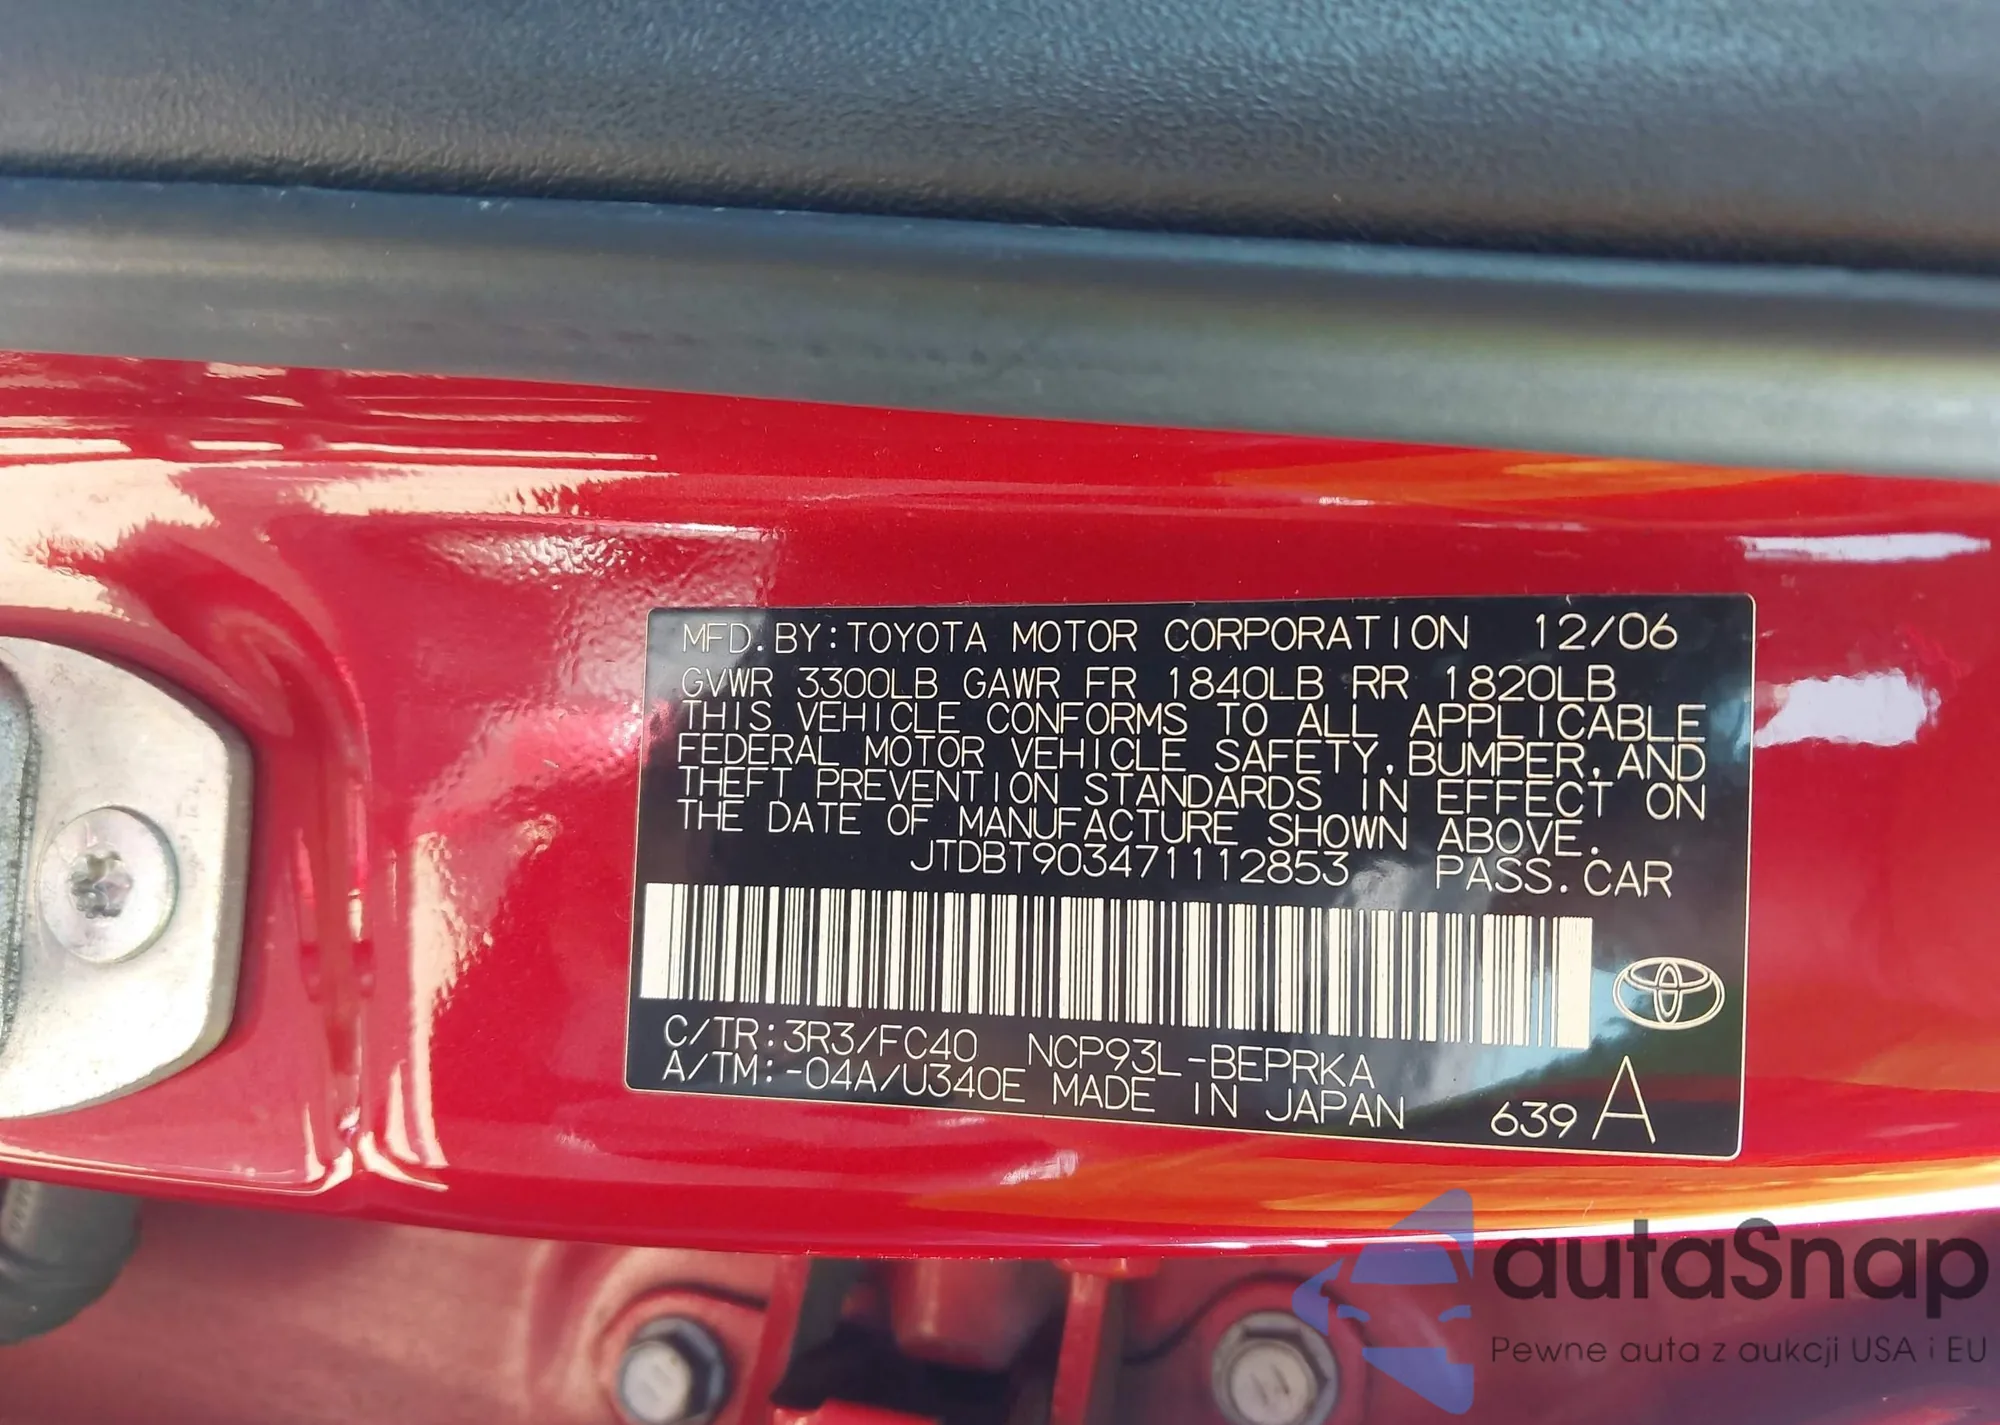 MFD.BY:TOYOTA MOTOR CORPORATION 12/06
GVWR 3300LB GAWR FR 1840LB RR 1820LB
THIS VEHICLE CONFORMS TO ALL APPLICABLE
FEDERAL MOTOR VEHICLE SAFETY, BUMPER, AND
THEFT PREVENTION STANDARDS IN EFFECT ON
THE DATE OF MANUFACTURE SHOWN ABOVE.
JTDBT903471112853 PASS.CAR
C/TR:3R3/FC40 NCP93L-BEPRKA
A/TM:-04A/U340E MADE IN JAPAN
639 A
autaSnap
Pewne auta z aukcji USA i EU